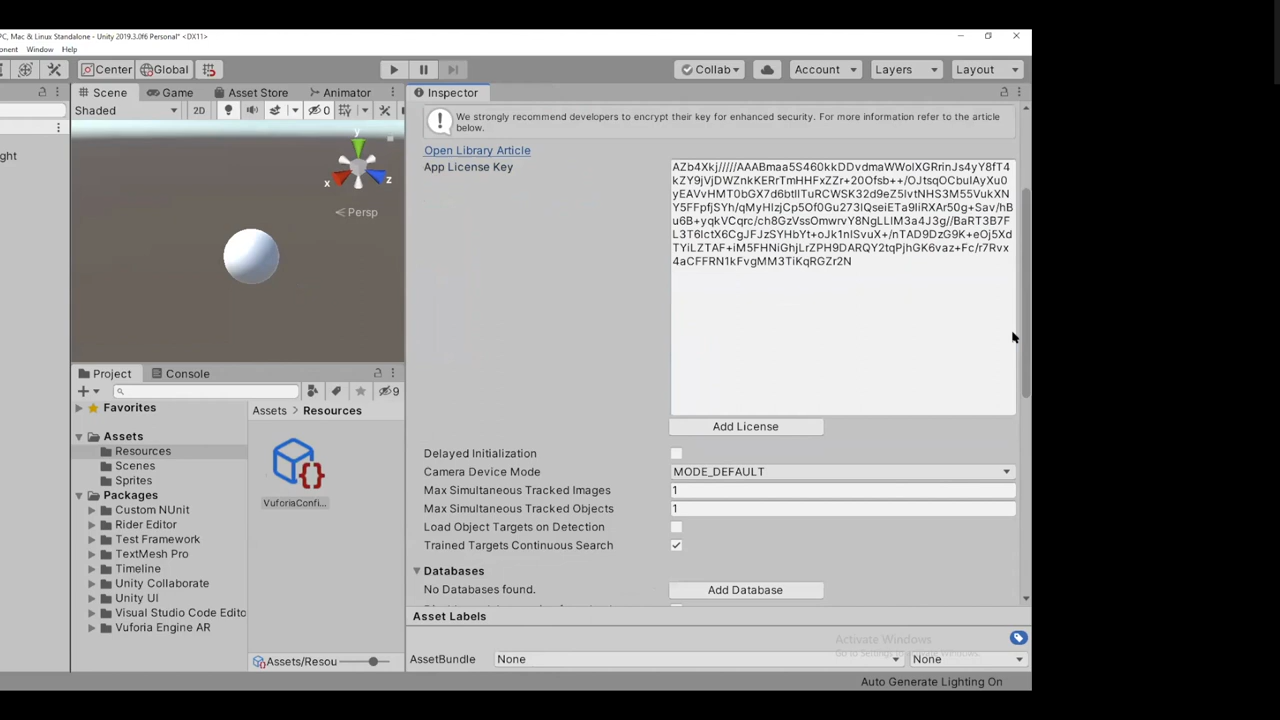 PC, Mac & Linux Standalone - Unity 2019.3.0f6 Personal* <DX11>
onent Window Help
Center Global Collab Account Layers Layout
Scene Game Asset Store Animator
Shaded 2D 0
y
x z
Persp
ght
Inspector
We strongly recommend developers to encrypt their key for enhanced security. For more information refer to the article
below.
Open Library Article
App License Key
Add License
Delayed Initialization
Camera Device Mode MODE_DEFAULT
Max Simultaneous Tracked Images 1
Max Simultaneous Tracked Objects 1
Load Object Targets on Detection
Trained Targets Continuous Search
Databases
No Databases found. Add Database
Asset Labels
AssetBundle None None
Project Console
9
Favorites
Assets
Resources
Scenes
Sprites
Packages
Custom NUnit
Rider Editor
Test Framework
TextMesh Pro
Timeline
Unity Collaborate
Unity UI
Visual Studio Code Edito
Vuforia Engine AR
Assets > Resources
VuforiaConfi...
Assets/Resou
Activate Windows
Auto Generate Lighting On